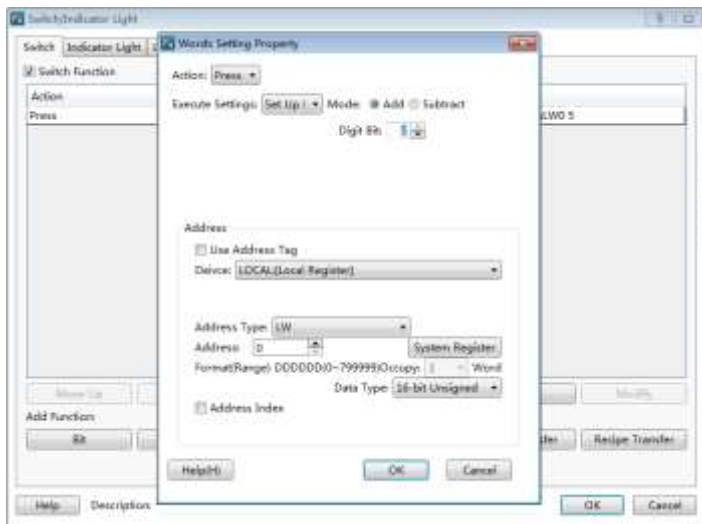 Switch/Indicator Light
Switch Indicator Light
Switch Function
Action
Press
LW0 5
Words Setting Property
Action: Press
Execute Settings: Set Up Mode: Add Subtract
Digit Bit:
Address
Use Address Tag
Deivce: LOCAL(Local Register)
Address Type: LW
Address: 0 System Register
Format(Range) DDDDDD(0~799999)Occupy: 1 Word
Data Type: 16-bit Unsigned
Address Index
Help(H) OK Cancel
Move Up Modify
Add Function
Bit Recipe Transfer
Help Description: OK Cancel